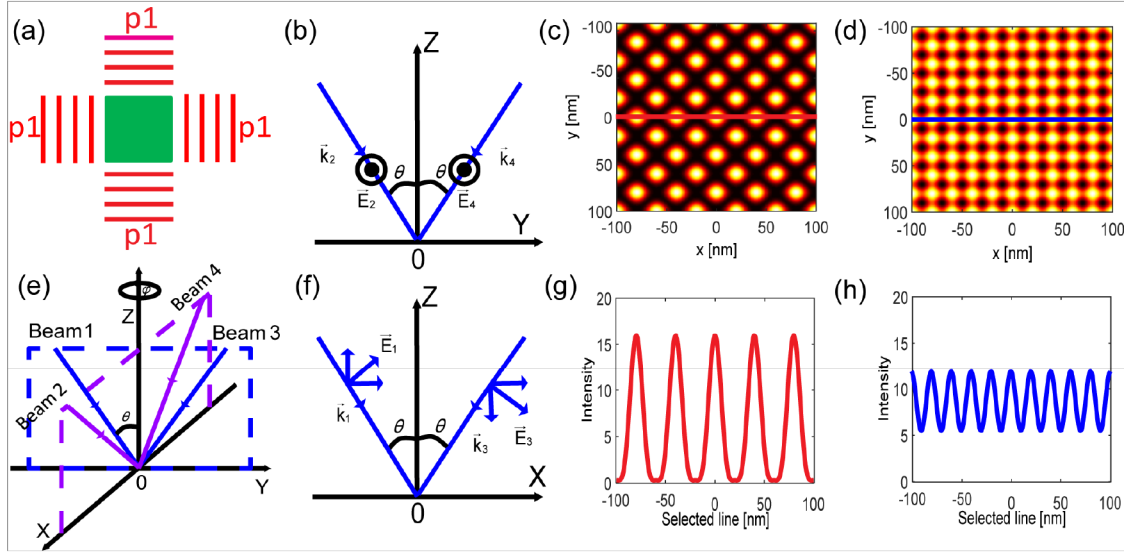 (a)
p1
p1
p1
p1
(b)
Z
k₂
E₂
θ
θ
E₄
k₄
Y
0
(c)
-100
-50
0
50
100
y [nm]
-100 -50 0 50 100
x [nm]
(d)
-100
-50
0
50
100
y [nm]
-100 -50 0 50 100
x [nm]
(e)
Beam 1
Beam 2
Beam 3
Beam 4
φ
Z
θ
0
Y
X
(f)
Z
E₁
k₁
θ
θ
k₃
E₃
X
0
(g)
20
15
10
5
0
Intensity
-100 -50 0 50 100
Selected line [nm]
(h)
20
15
10
5
0
Intensity
-100 -50 0 50 100
Selected line [nm]